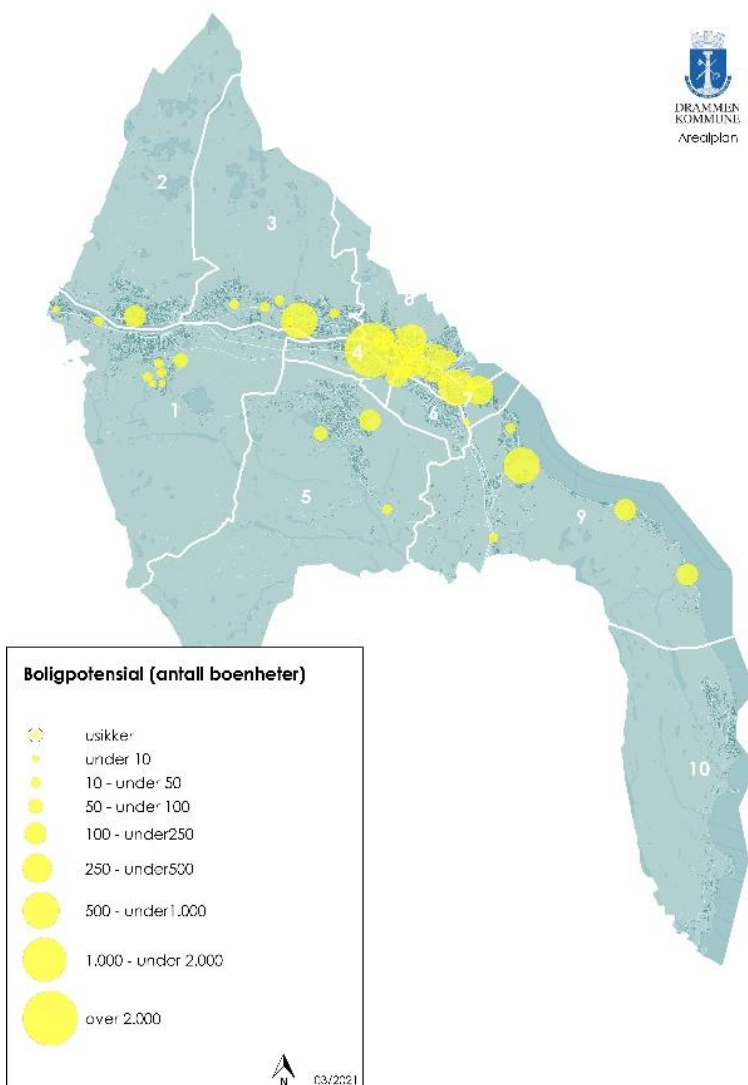 DRAMMEN
KOMMUNE
Arealplan
2
3
8
4
7
6
1
5
9
10
Boligpotensial (antall boenheter)
usikker
under 10
10 - under 50
50 - under 100
100 - under250
250 - under500
500 - under1.000
1.000 - under 2.000
over 2.000
N
03/2021